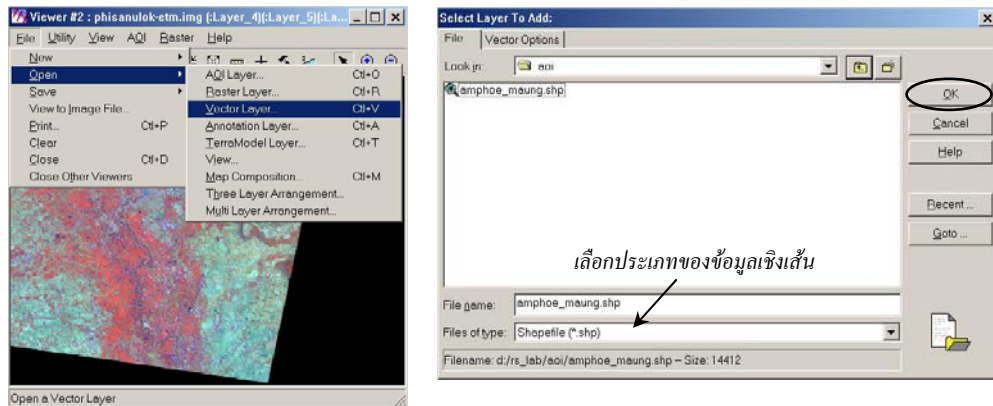 Viewer #2 : phisanulok-etm.img (:Layer_4)(:Layer_5)(:La...
File Utility View AOI Raster Help
New
Open
Save
View to Image File...
Print... Ctl+P
Clear
Close Ctl+D
Close Other Viewers
AOI Layer... Ctl+O
Raster Layer... Ctl+R
Vector Layer... Ctl+V
Annotation Layer... Ctl+A
TerraModel Layer... Ctl+T
View...
Map Composition... Ctl+M
Three Layer Arrangement...
Multi Layer Arrangement...
Open a Vector Layer
Select Layer To Add:
File Vector Options
Look in: aoi
amphoe_maung.shp
OK
Cancel
Help
Recent ...
Goto ...
เลือกประเภทของข้อมูลเชิงเส้น
File name: amphoe_maung.shp
Files of type: Shapefile (*.shp)
Filename: d:/rs_lab/aoi/amphoe_maung.shp -- Size: 14412